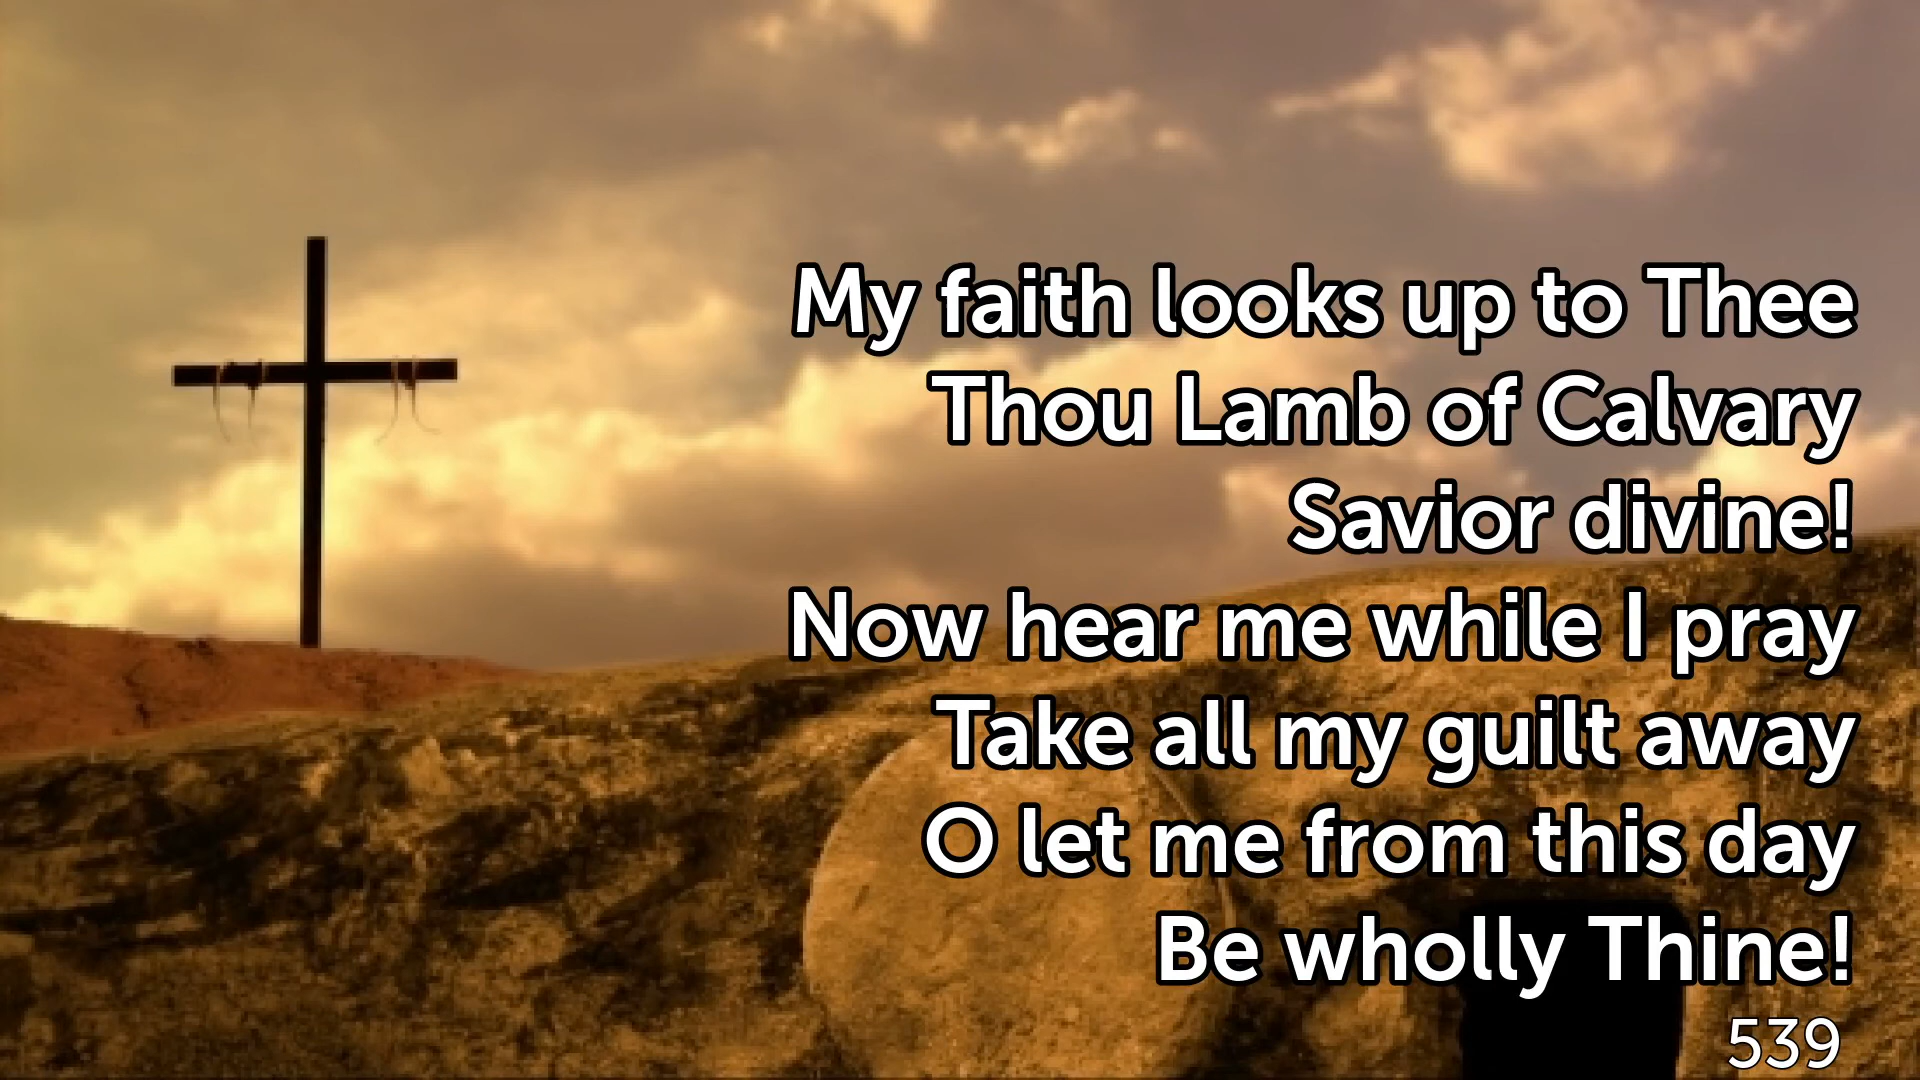 My faith looks up to Thee
Thou Lamb of Calvary
Savior divine!
Now hear me while I pray
Take all my guilt away
O let me from this day
Be wholly Thine!
539